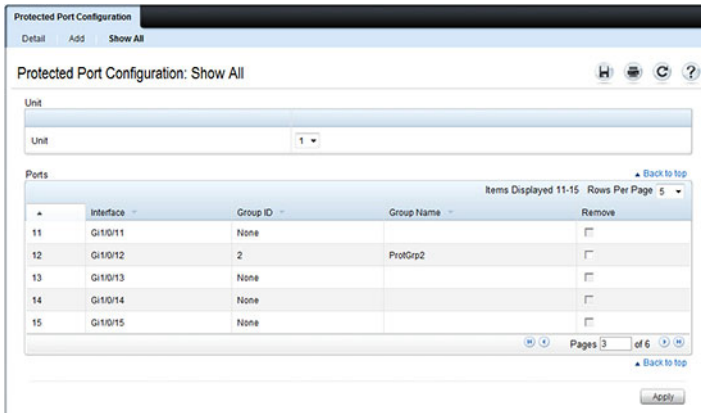 Protected Port Configuration
Detail Add Show All
Protected Port Configuration: Show All
Unit
Unit 1
Ports
Back to top
Items Displayed 11-15 Rows Per Page 5
Interface Group ID Group Name Remove
11 Gi1/0/11 None
12 Gi1/0/12 2 ProtGrp2
13 Gi1/0/13 None
14 Gi1/0/14 None
15 Gi1/0/15 None
Pages 3 of 6
Back to top
Apply